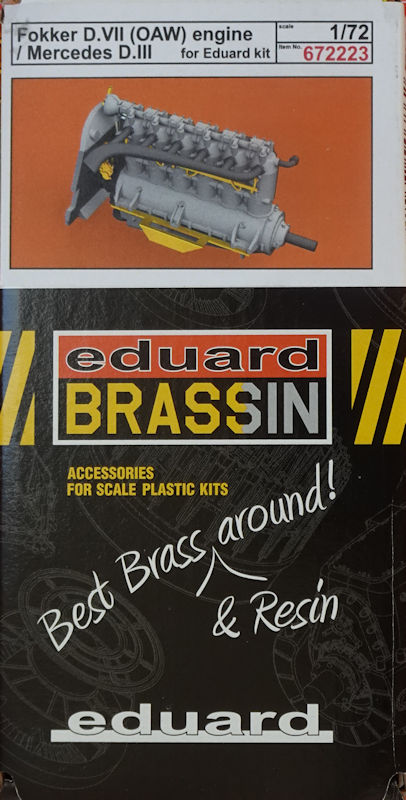 Fokker D.VII (OAW) engine
/ Mercedes D.III for Eduard kit
scale 1/72
Item No. 672223
eduard
BRASSIN
ACCESSORIES
FOR SCALE PLASTIC KITS
Best Brass around!
& Resin
eduard